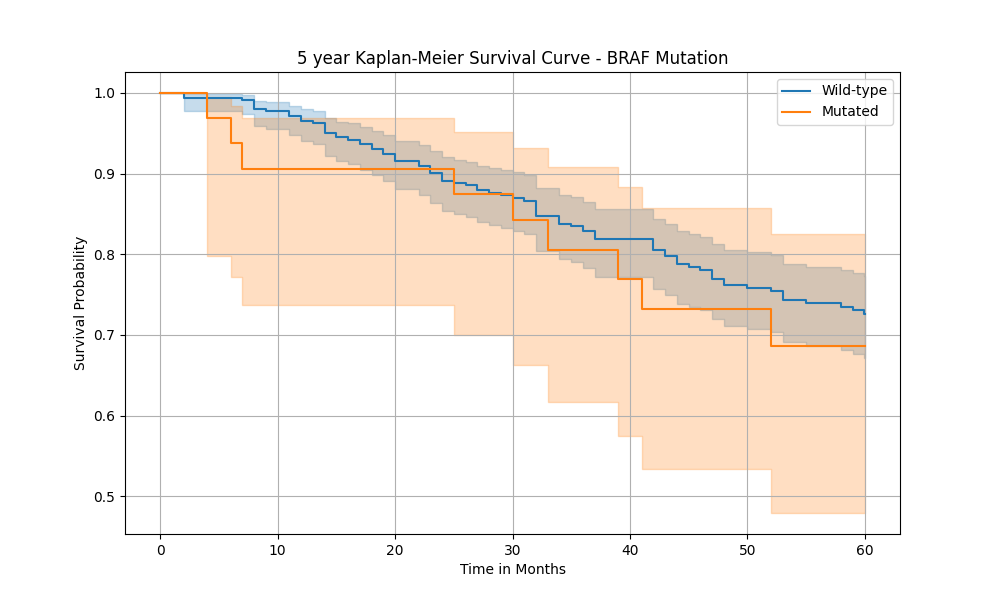 5 year Kaplan-Meier Survival Curve - BRAF Mutation
Wild-type
Mutated
Survival Probability
1.0
0.9
0.8
0.7
0.6
0.5
0 10 20 30 40 50 60
Time in Months